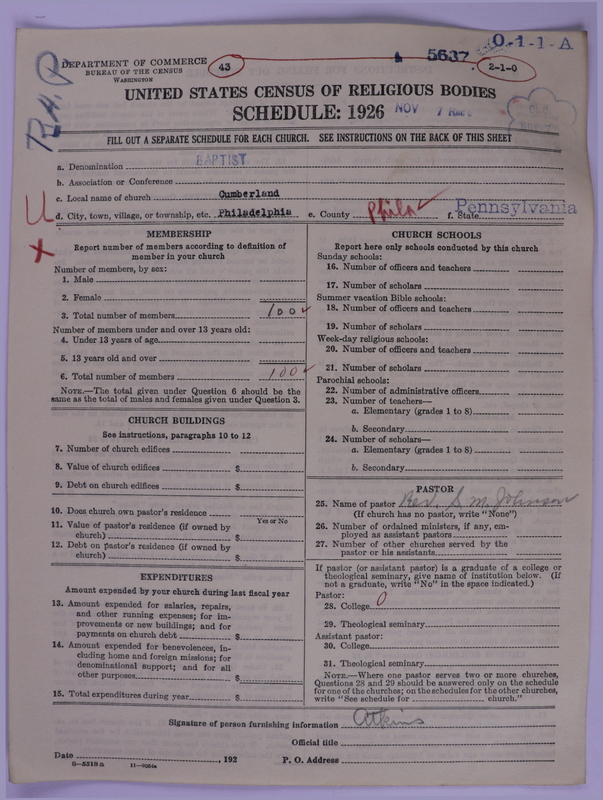 O-1-1-A
5637
DEPARTMENT OF COMMERCE
BUREAU OF THE CENSUS
WASHINGTON
43
2-1-0
UNITED STATES CENSUS OF RELIGIOUS BODIES
SCHEDULE: 1926
NOV
FILL OUT A SEPARATE SCHEDULE FOR EACH CHURCH. SEE INSTRUCTIONS ON THE BACK OF THIS SHEET
a. Denomination BAPTIST
b. Association or Conference
c. Local name of church Cumberland
d. City, town, village, or township, etc. Philadelphia e. County Phila f. State Pennsylvania
U
X
MEMBERSHIP
Report number of members according to definition of
member in your church
Number of members, by sex:
1. Male
2. Female
3. Total number of members 100
Number of members under and over 13 years old:
4. Under 13 years of age
5. 13 years old and over
6. Total number of members 100
NOTE.—The total given under Question 6 should be the
same as the total of males and females given under Question 3.
CHURCH BUILDINGS
See instructions, paragraphs 10 to 12
7. Number of church edifices
8. Value of church edifices $
9. Debt on church edifices $
10. Does church own pastor's residence
Yes or No
11. Value of pastor's residence (if owned by
church) $
12. Debt on pastor's residence (if owned by
church) $
EXPENDITURES
Amount expended by your church during last fiscal year
13. Amount expended for salaries, repairs,
and other running expenses; for im-
provements or new buildings; and for
payments on church debt $
14. Amount expended for benevolences, in-
cluding home and foreign missions; for
denominational support; and for all
other purposes $
15. Total expenditures during year $
CHURCH SCHOOLS
Report here only schools conducted by this church
Sunday schools:
16. Number of officers and teachers
17. Number of scholars
Summer vacation Bible schools:
18. Number of officers and teachers
19. Number of scholars
Week-day religious schools:
20. Number of officers and teachers
21. Number of scholars
Parochial schools:
22. Number of administrative officers
23. Number of teachers—
a. Elementary (grades 1 to 8)
b. Secondary
24. Number of scholars—
a. Elementary (grades 1 to 8)
b. Secondary
PASTOR
25. Name of pastor Rev. S. M. Johnson
(If church has no pastor, write "None")
26. Number of ordained ministers, if any, em-
ployed as assistant pastors
27. Number of other churches served by the
pastor or his assistants
If pastor (or assistant pastor) is a graduate of a college or
theological seminary, give name of institution below. (If
not a graduate, write "No" in the space indicated.)
Pastor:
28. College 0
29. Theological seminary
Assistant pastor:
30. College
31. Theological seminary
NOTE.—Where one pastor serves two or more churches,
Questions 28 and 29 should be answered only on the schedule
for one of the churches; on the schedules for the other churches,
write "See schedule for church."
Signature of person furnishing information Atkins
Official title
Date , 192 P. O. Address